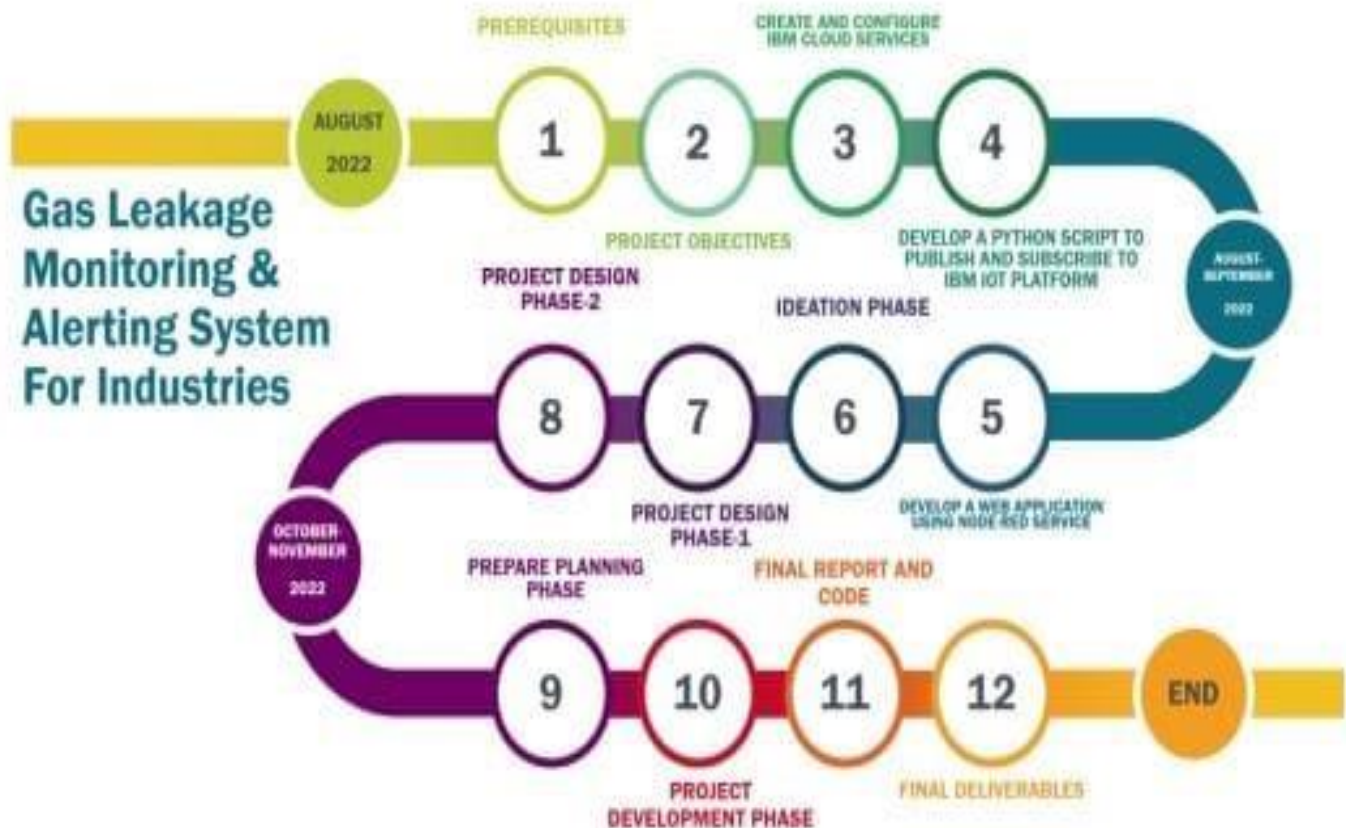 PREREQUISITES
CREATE AND CONFIGURE
IBM CLOUD SERVICES
AUGUST
2022
1
2
3
4
Gas Leakage
Monitoring &
Alerting System
For Industries
PROJECT OBJECTIVES
DEVELOP A PYTHON SCRIPT TO
PUBLISH AND SUBSCRIBE TO
IBM IOT PLATFORM
AUGUST-
SEPTEMBER
2022
PROJECT DESIGN
PHASE-2
IDEATION PHASE
8
7
6
5
PROJECT DESIGN
PHASE-1
DEVELOP A WEB APPLICATION
USING NODE-RED SERVICE
OCTOBER-
NOVEMBER
2022
PREPARE PLANNING
PHASE
FINAL REPORT AND
CODE
9
10
11
12
END
PROJECT
DEVELOPMENT PHASE
FINAL DELIVERABLES